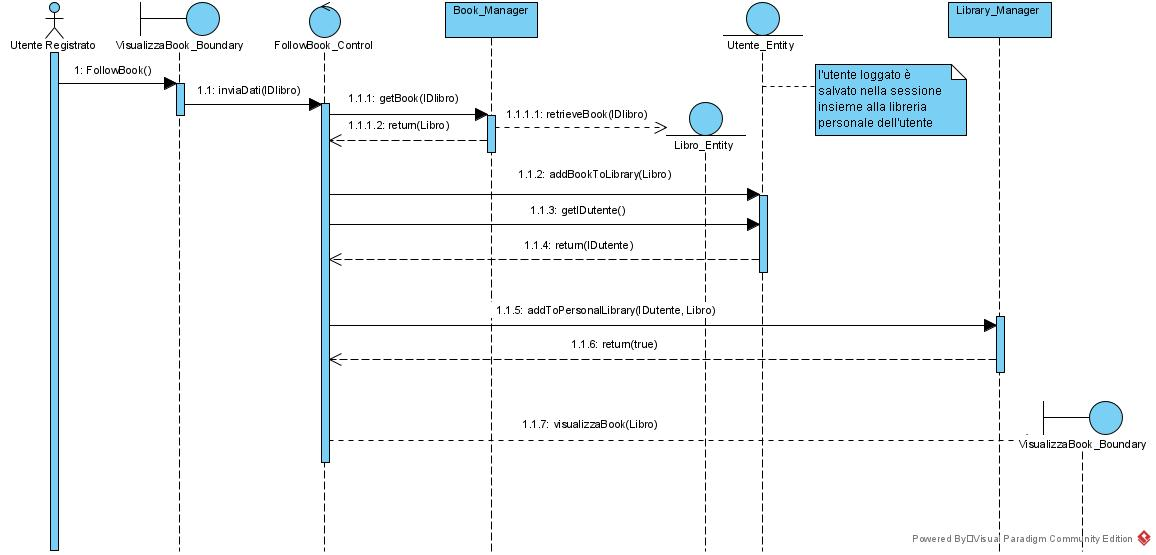 Utente Registrato
VisualizzaBook_Boundary
FollowBook_Control
Book_Manager
Utente_Entity
Library_Manager
l'utente loggato è
salvato nella sessione
insieme alla libreria
personale dell'utente
1: FollowBook()
1.1: inviaDati(IDlibro)
1.1.1: getBook(IDlibro)
1.1.1.1: retrieveBook(IDlibro)
1.1.1.2: return(Libro)
Libro_Entity
1.1.2: addBookToLibrary(Libro)
1.1.3: getIDutente()
1.1.4: return(IDutente)
1.1.5: addToPersonalLibrary(IDutente, Libro)
1.1.6: return(true)
1.1.7: visualizzaBook(Libro)
VisualizzaBook_Boundary
Powered By Visual Paradigm Community Edition